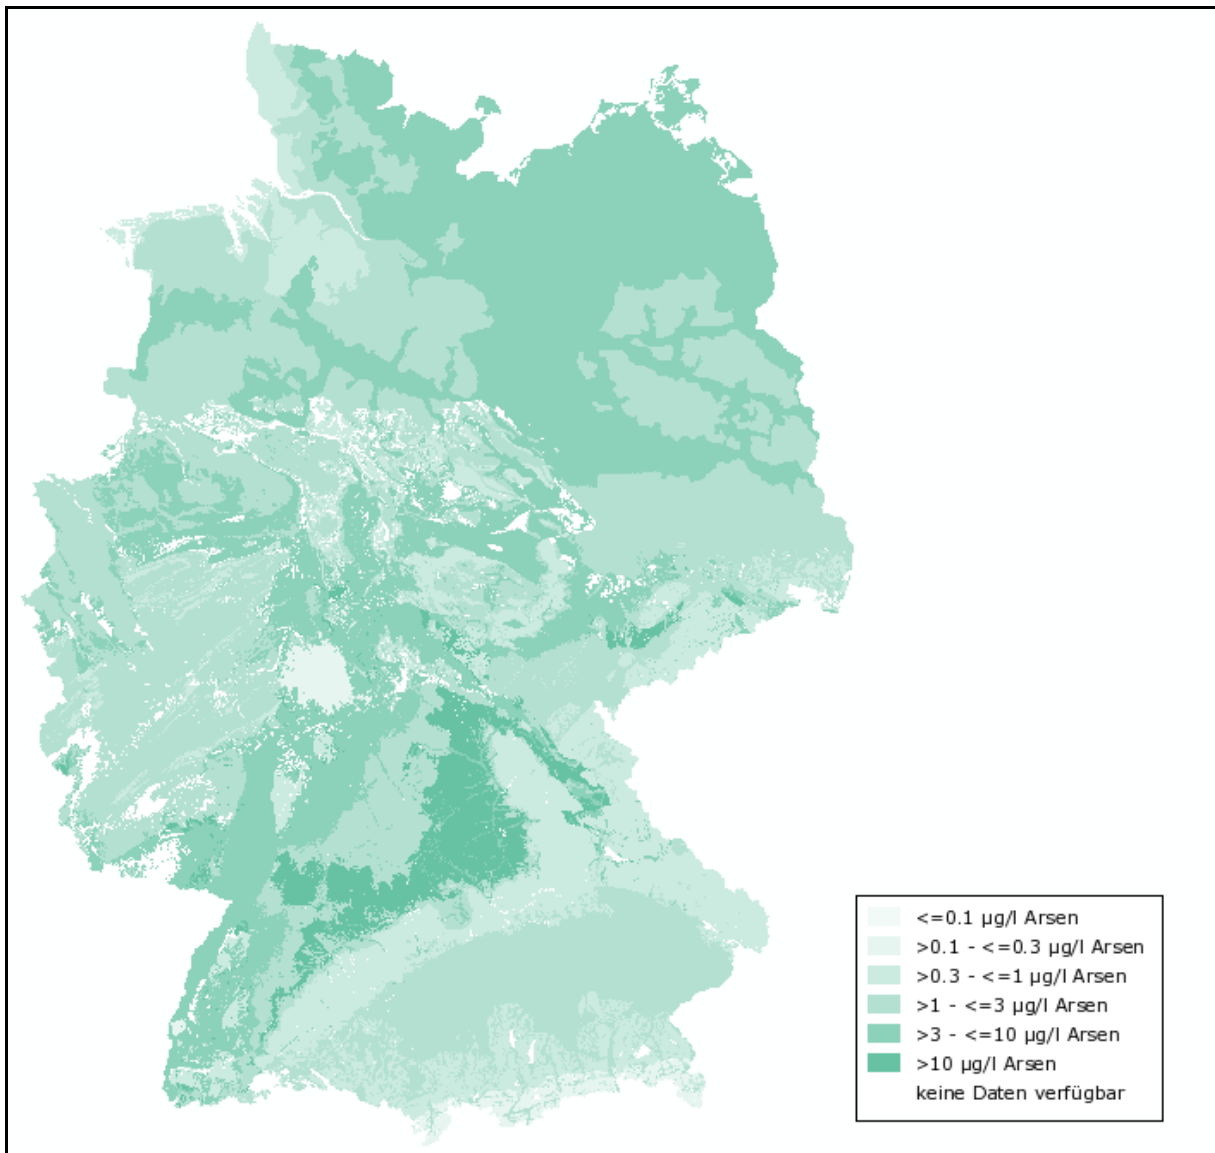 <=0.1 µg/l Arsen
>0.1 - <=0.3 µg/l Arsen
>0.3 - <=1 µg/l Arsen
>1 - <=3 µg/l Arsen
>3 - <=10 µg/l Arsen
>10 µg/l Arsen
keine Daten verfügbar